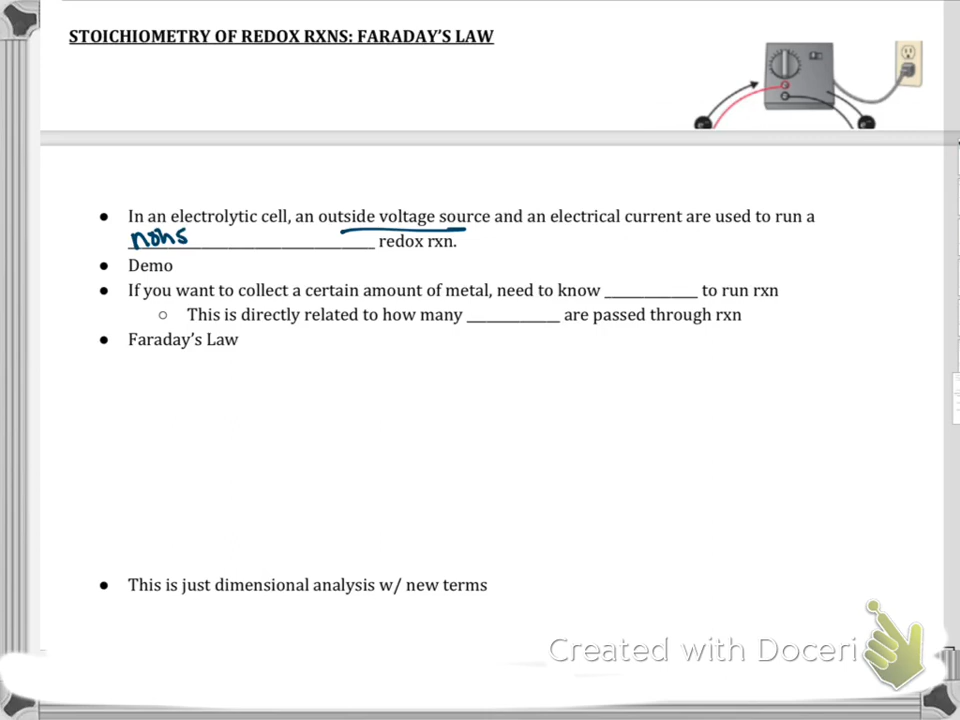 STOICHIOMETRY OF REDOX RXNS: FARADAY'S LAW
● In an electrolytic cell, an outside voltage source and an electrical current are used to run a
nons______________________ redox rxn.
● Demo
● If you want to collect a certain amount of metal, need to know ____________ to run rxn
○ This is directly related to how many ____________ are passed through rxn
● Faraday's Law
● This is just dimensional analysis w/ new terms
Created with Doceri